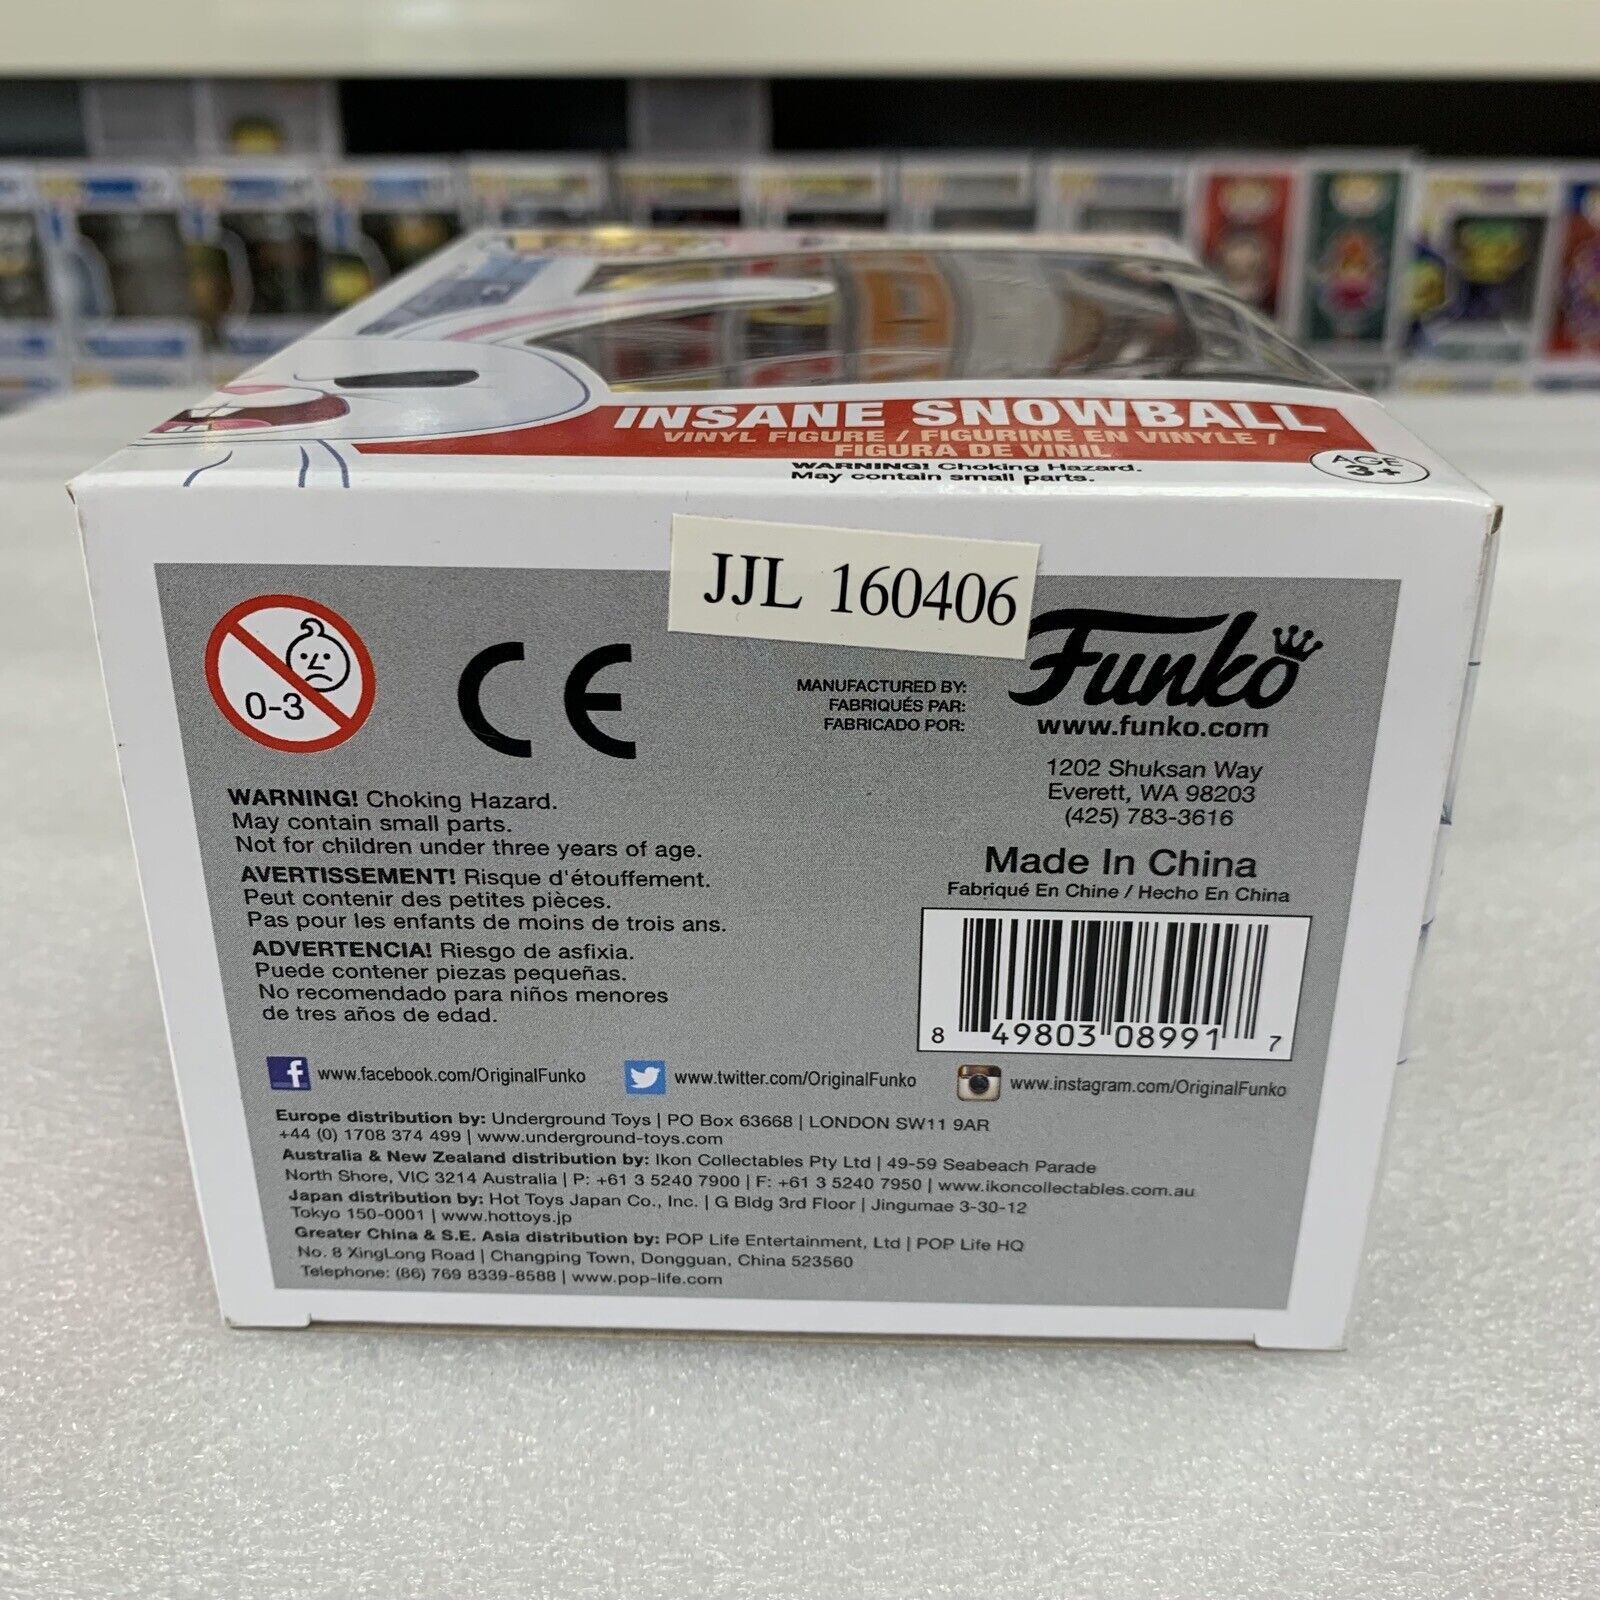 INSANE SNOWBALL
VINYL FIGURE / FIGURINE EN VINYLE /
FIGURA DE VINIL
WARNING! Choking Hazard.
May contain small parts.
AGE
3+
JJL 160406
0-3
CE
MANUFACTURED BY:
FABRIQUÉS PAR:
FABRICADO POR:
Funko
www.funko.com
1202 Shuksan Way
Everett, WA 98203
(425) 783-3616
Made In China
Fabriqué En Chine / Hecho En China
8 49803 08991 7
WARNING! Choking Hazard.
May contain small parts.
Not for children under three years of age.
AVERTISSEMENT! Risque d'étouffement.
Peut contenir des petites pièces.
Pas pour les enfants de moins de trois ans.
ADVERTENCIA! Riesgo de asfixia.
Puede contener piezas pequeñas.
No recomendado para niños menores
de tres años de edad.
www.facebook.com/OriginalFunko
www.twitter.com/OriginalFunko
www.instagram.com/OriginalFunko
Europe distribution by: Underground Toys | PO Box 63668 | LONDON SW11 9AR
+44 (0) 1708 374 499 | www.underground-toys.com
Australia & New Zealand distribution by: Ikon Collectables Pty Ltd | 49-59 Seabeach Parade
North Shore, VIC 3214 Australia | P: +61 3 5240 7900 | F: +61 3 5240 7950 | www.ikoncollectables.com.au
Japan distribution by: Hot Toys Japan Co., Inc. | G Bldg 3rd Floor | Jingumae 3-30-12
Tokyo 150-0001 | www.hottoys.jp
Greater China & S.E. Asia distribution by: POP Life Entertainment, Ltd | POP Life HQ
No. 8 XingLong Road | Changping Town, Dongguan, China 523560
Telephone: (86) 769 8339-8588 | www.pop-life.com